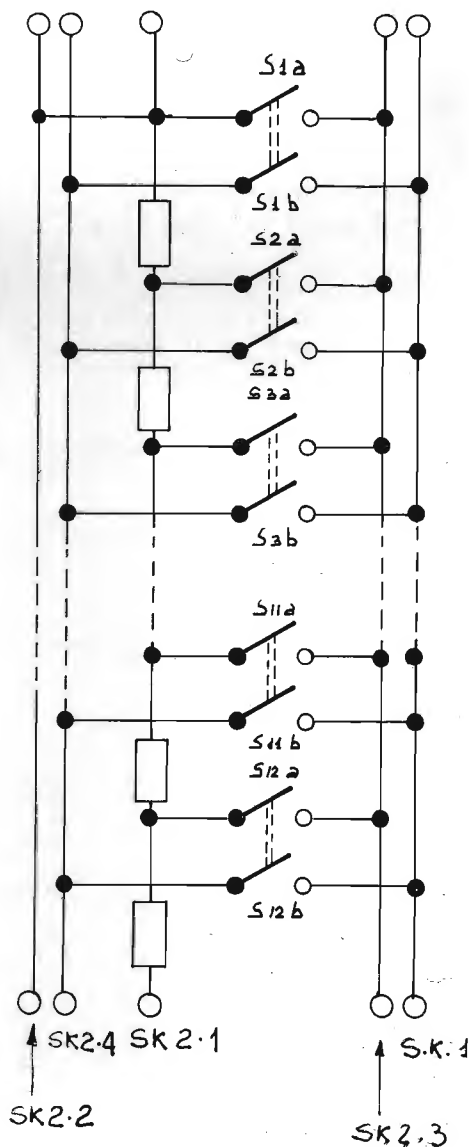 S1a
S1b
S2a
S2b
S3a
S3b
S11a
S11b
S12a
S12b
SK2.4 SK2.1 S.K.1
SK2.2 SK2.3